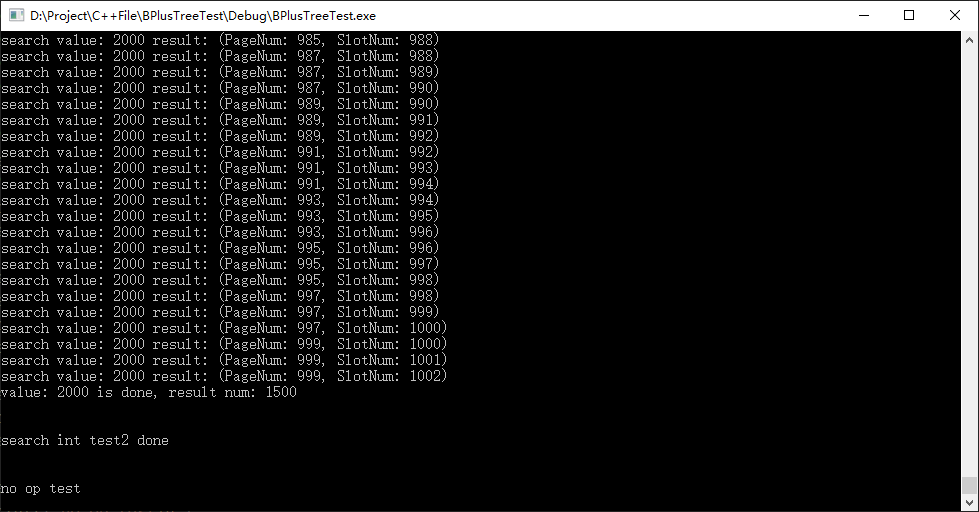 D:\Project\C++File\BPlusTreeTest\Debug\BPlusTreeTest.exe
search value: 2000 result: (PageNum: 985, SlotNum: 988)
search value: 2000 result: (PageNum: 987, SlotNum: 988)
search value: 2000 result: (PageNum: 987, SlotNum: 989)
search value: 2000 result: (PageNum: 987, SlotNum: 990)
search value: 2000 result: (PageNum: 989, SlotNum: 990)
search value: 2000 result: (PageNum: 989, SlotNum: 991)
search value: 2000 result: (PageNum: 989, SlotNum: 992)
search value: 2000 result: (PageNum: 991, SlotNum: 992)
search value: 2000 result: (PageNum: 991, SlotNum: 993)
search value: 2000 result: (PageNum: 991, SlotNum: 994)
search value: 2000 result: (PageNum: 993, SlotNum: 994)
search value: 2000 result: (PageNum: 993, SlotNum: 995)
search value: 2000 result: (PageNum: 993, SlotNum: 996)
search value: 2000 result: (PageNum: 995, SlotNum: 996)
search value: 2000 result: (PageNum: 995, SlotNum: 997)
search value: 2000 result: (PageNum: 995, SlotNum: 998)
search value: 2000 result: (PageNum: 997, SlotNum: 998)
search value: 2000 result: (PageNum: 997, SlotNum: 999)
search value: 2000 result: (PageNum: 997, SlotNum: 1000)
search value: 2000 result: (PageNum: 999, SlotNum: 1000)
search value: 2000 result: (PageNum: 999, SlotNum: 1001)
search value: 2000 result: (PageNum: 999, SlotNum: 1002)
value: 2000 is done, result num: 1500
search int test2 done
no op test